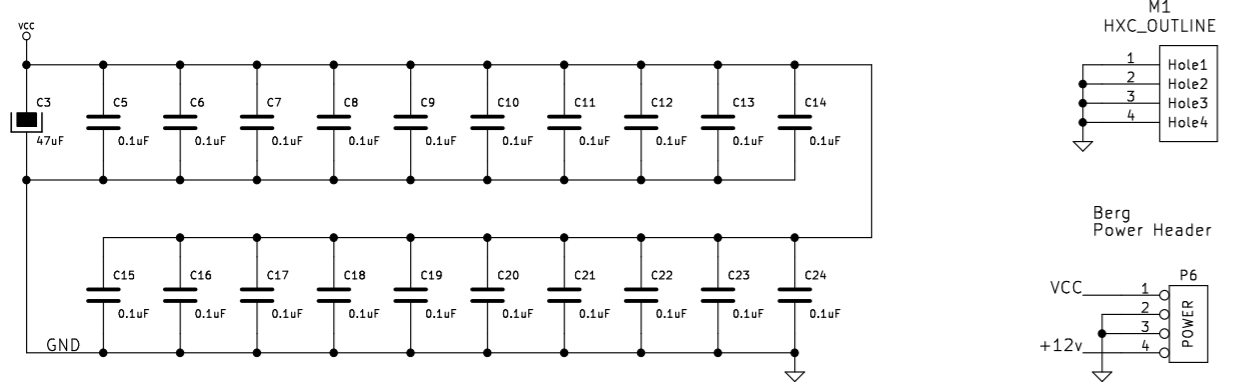 VCC
C3
47uF
C5
0.1uF
C6
0.1uF
C7
0.1uF
C8
0.1uF
C9
0.1uF
C10
0.1uF
C11
0.1uF
C12
0.1uF
C13
0.1uF
C14
0.1uF
C15
0.1uF
C16
0.1uF
C17
0.1uF
C18
0.1uF
C19
0.1uF
C20
0.1uF
C21
0.1uF
C22
0.1uF
C23
0.1uF
C24
0.1uF
GND
M1
HXC_OUTLINE
1 Hole1
2 Hole2
3 Hole3
4 Hole4
Berg
Power Header
P6
VCC 1
2
3
+12v 4
POWER